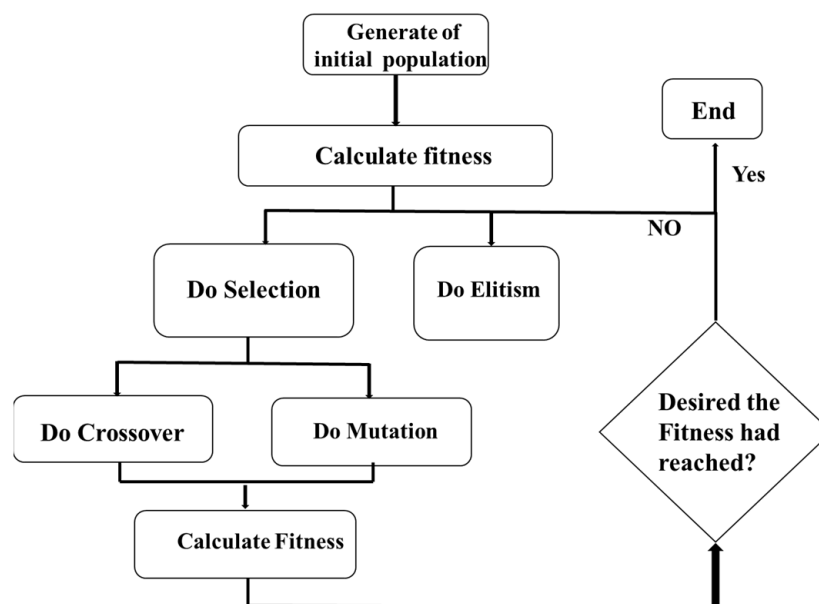 Generate of
initial population
End
Calculate fitness
Yes
NO
Do Selection
Do Elitism
Desired the
Fitness had
reached?
Do Crossover
Do Mutation
Calculate Fitness